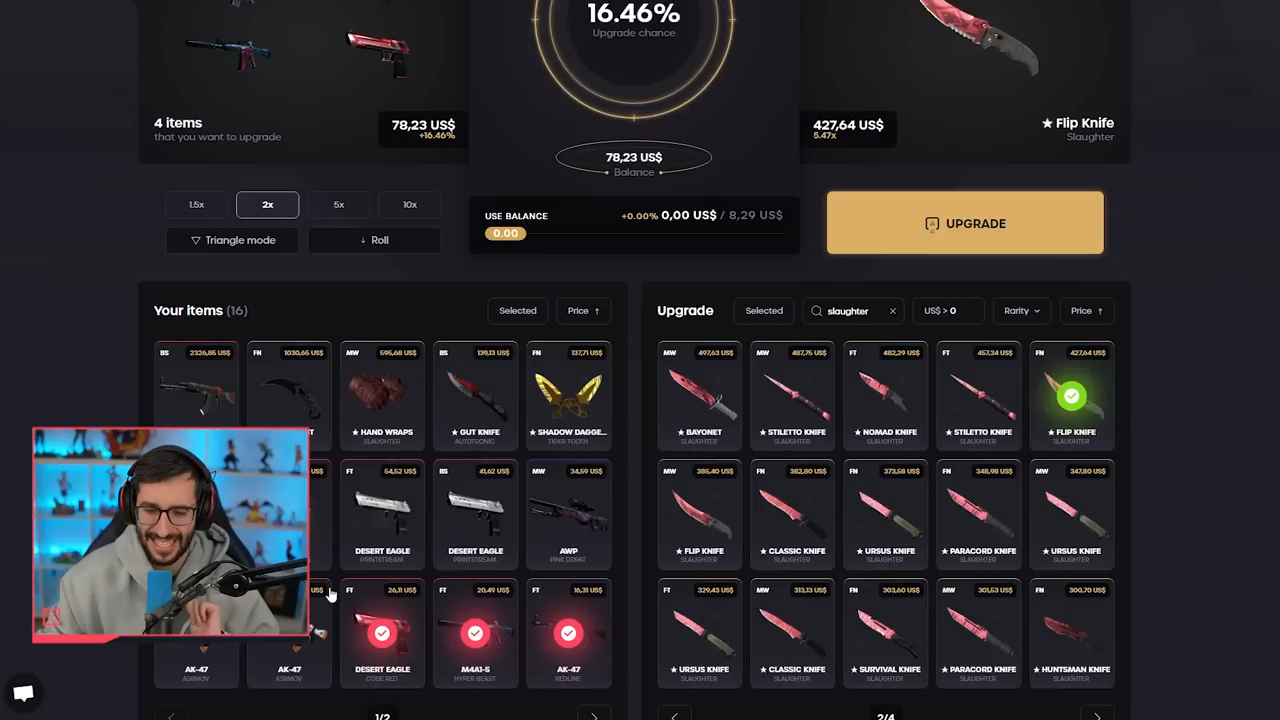 16.46%
Upgrade chance
4 items
that you want to upgrade
78,23 US$
+16.46%
78,23 US$
Balance
427,64 US$
5.47x
★ Flip Knife
Slaughter
1.5x
2x
5x
10x
▽ Triangle mode
↓ Roll
USE BALANCE
+0.00% 0,00 US$ / 8,29 US$
0.00
UPGRADE
Your items (16)
Selected
Price ↑
Upgrade
Selected
slaughter
US$ > 0
Rarity
Price ↑
BS 2326,85 US$
FN 1030,65 US$
MW 595,68 US$
BS 139,13 US$
FN 137,71 US$
★ HAND WRAPS
SLAUGHTER
★ GUT KNIFE
AUTOTRONIC
★ SHADOW DAGGE...
TIGER TOOTH
MW 497,63 US$
MW 487,75 US$
FT 482,29 US$
FT 457,34 US$
FN 427,64 US$
★ BAYONET
SLAUGHTER
★ STILETTO KNIFE
SLAUGHTER
★ NOMAD KNIFE
SLAUGHTER
★ STILETTO KNIFE
SLAUGHTER
★ FLIP KNIFE
SLAUGHTER
US$
FT 54,52 US$
BS 41,62 US$
MW 34,59 US$
DESERT EAGLE
PRINTSTREAM
DESERT EAGLE
PRINTSTREAM
AWP
PINK DDPAT
MW 385,40 US$
FN 382,80 US$
FN 373,58 US$
FT 348,98 US$
MW 347,80 US$
★ FLIP KNIFE
SLAUGHTER
★ CLASSIC KNIFE
SLAUGHTER
★ URSUS KNIFE
SLAUGHTER
★ PARACORD KNIFE
SLAUGHTER
★ URSUS KNIFE
SLAUGHTER
US$
FT 26,11 US$
FT 20,49 US$
FT 16,31 US$
AK-47
ASIIMOV
AK-47
ASIIMOV
DESERT EAGLE
CODE RED
M4A1-S
HYPER BEAST
AK-47
REDLINE
FT 329,43 US$
MW 313,13 US$
FN 303,60 US$
MW 301,53 US$
FN 300,70 US$
★ URSUS KNIFE
SLAUGHTER
★ CLASSIC KNIFE
SLAUGHTER
★ SURVIVAL KNIFE
SLAUGHTER
★ PARACORD KNIFE
SLAUGHTER
★ HUNTSMAN KNIFE
SLAUGHTER
1/2
2/4